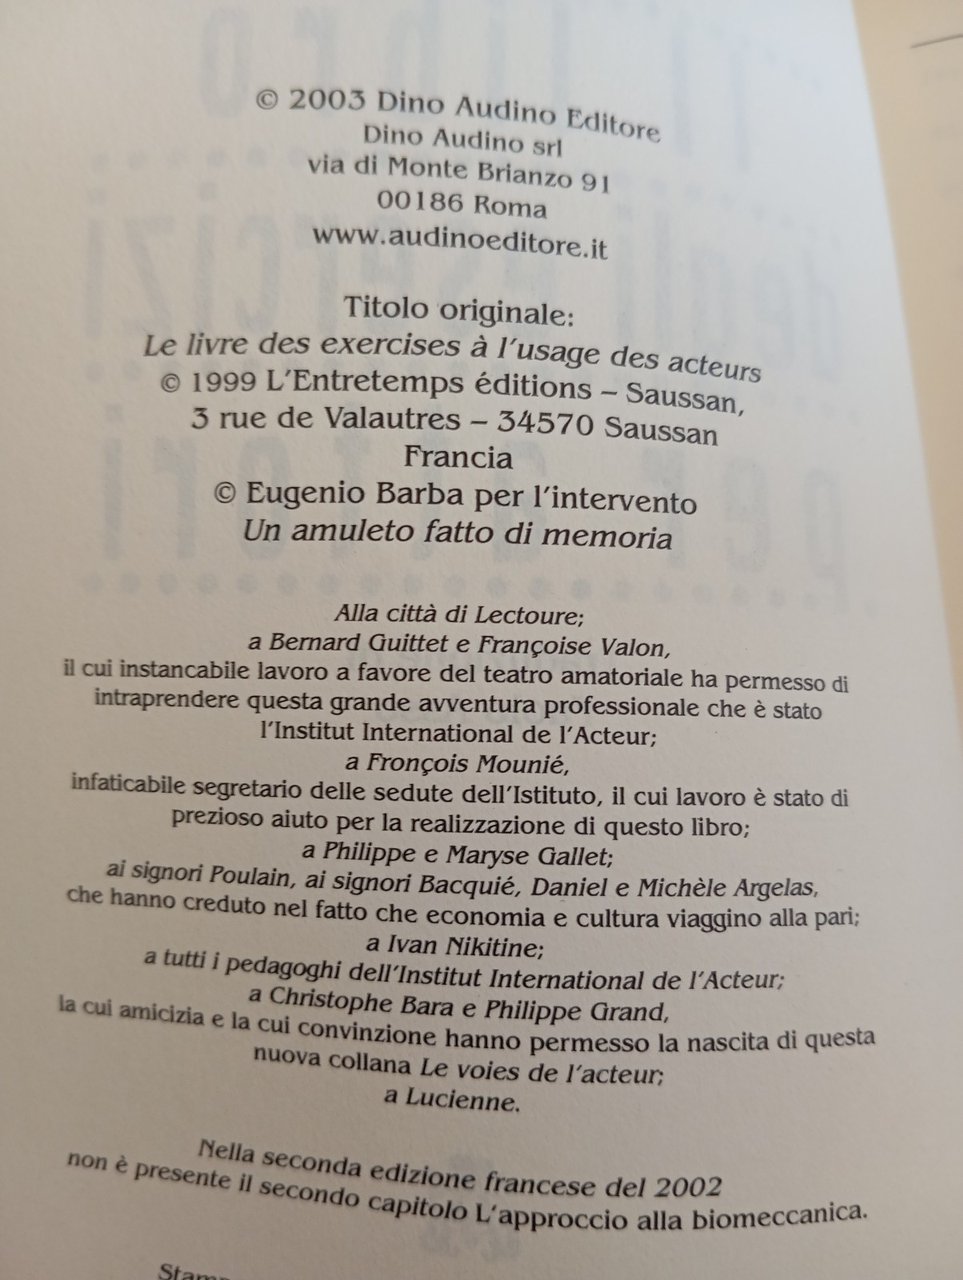 © 2003 Dino Audino Editore
Dino Audino srl
via di Monte Brianzo 91
00186 Roma
www.audinoeditore.it
Titolo originale:
Le livre des exercises à l'usage des acteurs
© 1999 L'Entretemps éditions – Saussan,
3 rue de Valautres – 34570 Saussan
Francia
© Eugenio Barba per l'intervento
Un amuleto fatto di memoria
Alla città di Lectoure;
a Bernard Guittet e Françoise Valon,
il cui instancabile lavoro a favore del teatro amatoriale ha permesso di
intraprendere questa grande avventura professionale che è stato
l'Institut International de l'Acteur;
a Fronçois Mounié,
infaticabile segretario delle sedute dell'Istituto, il cui lavoro è stato di
prezioso aiuto per la realizzazione di questo libro;
a Philippe e Maryse Gallet;
ai signori Poulain, ai signori Bacquié, Daniel e Michèle Argelas,
che hanno creduto nel fatto che economia e cultura viaggino alla pari;
a Ivan Nikitine;
a tutti i pedagoghi dell'Institut International de l'Acteur;
a Christophe Bara e Philippe Grand,
la cui amicizia e la cui convinzione hanno permesso la nascita di questa
nuova collana Le voies de l'acteur;
a Lucienne.
Nella seconda edizione francese del 2002
non è presente il secondo capitolo L'approccio alla biomeccanica.